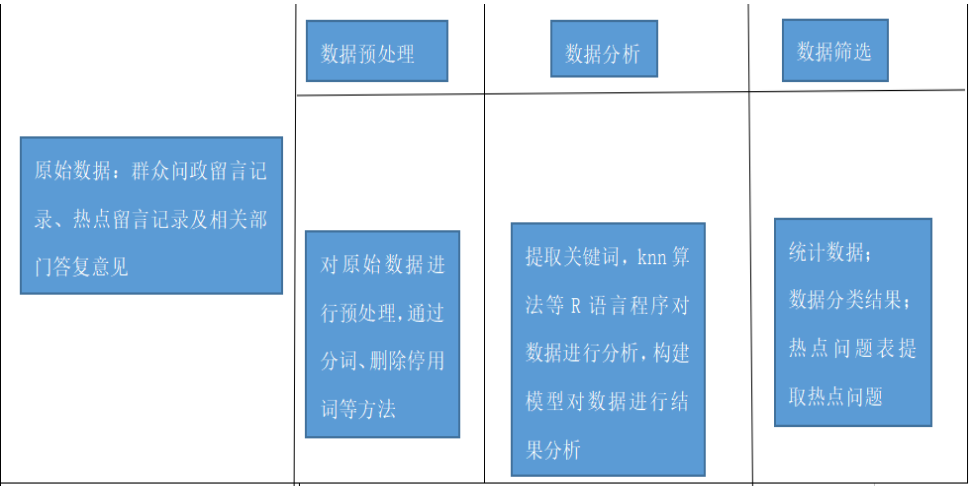 数据预处理
数据分析
数据筛选
原始数据：群众问政留言记
录、热点留言记录及相关部
门答复意见
对原始数据进
行预处理,通过
分词、删除停用
词等方法
提取关键词，knn 算
法等 R 语言程序对
数据进行分析,构建
模型对数据进行结
果分析
统计数据；
数据分类结果；
热点问题表提
取热点问题